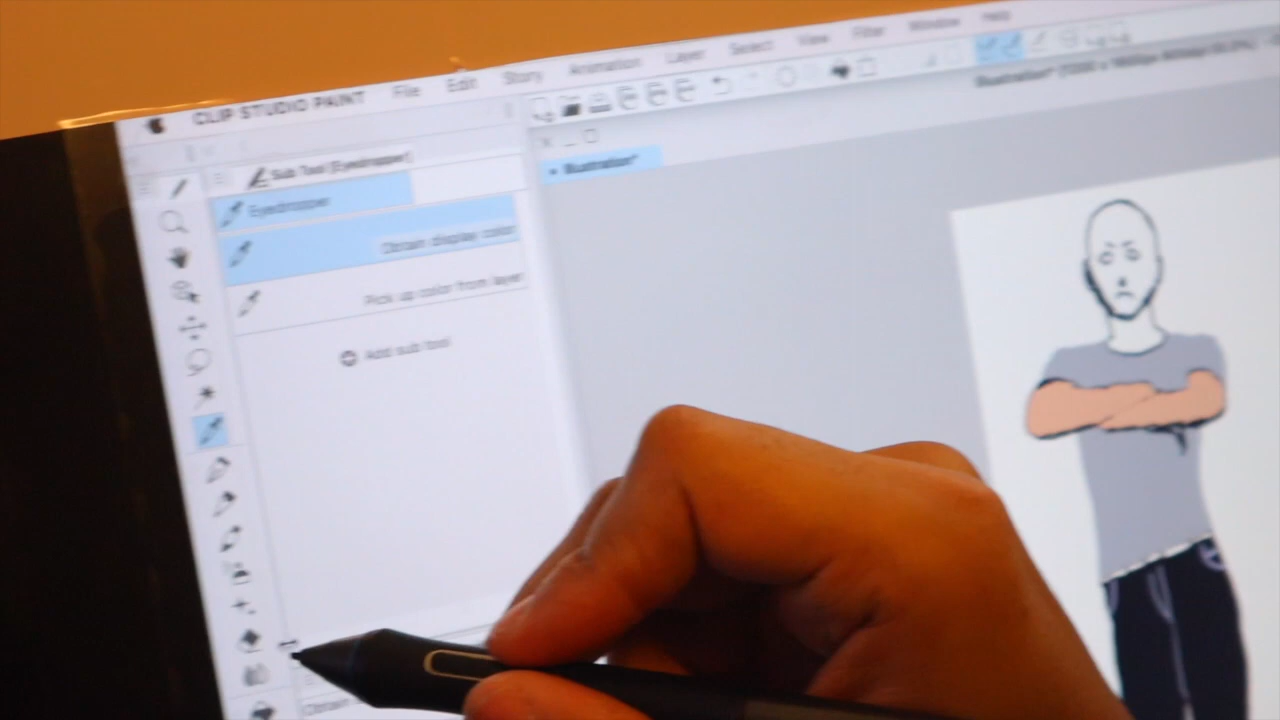 CLIP STUDIO PAINT File Edit Story Animation Layer Select View Filter Window Help
Illustration*
Illustration*
Sub Tool [Eyedropper]
Eyedropper
Obtain display color
Pick up color from layer
Add sub tool